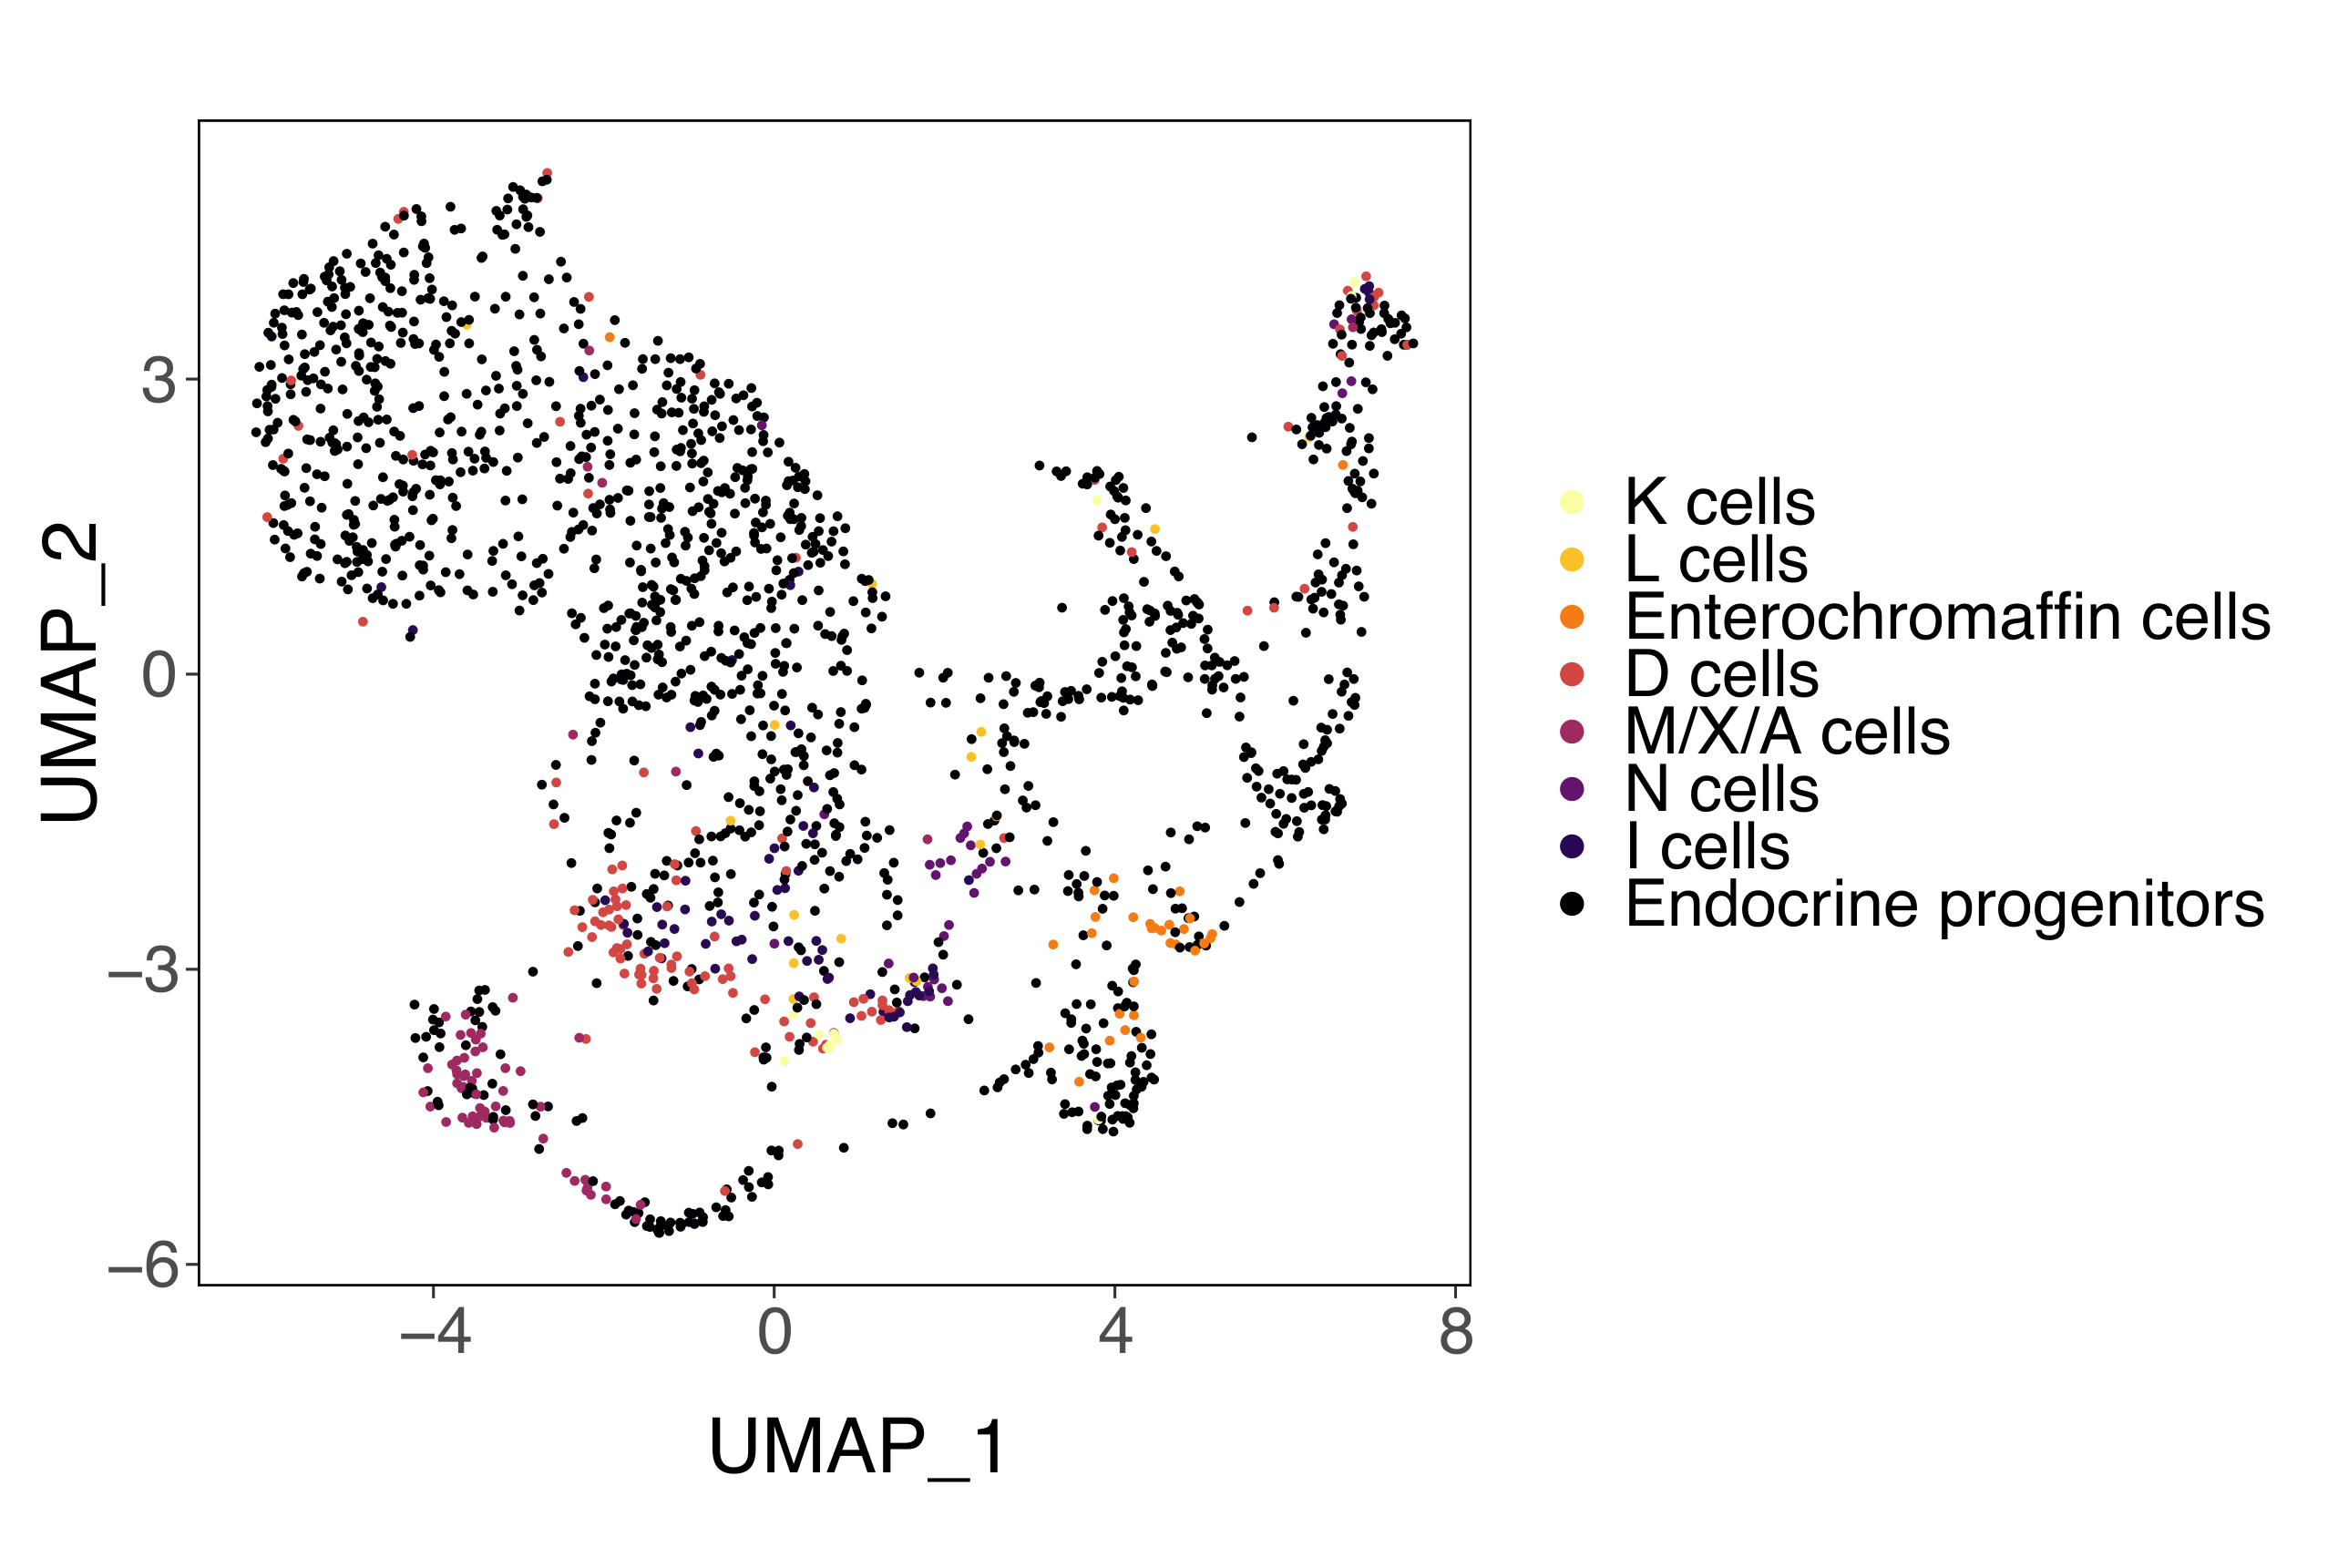 UMAP_2
3
0
−3
−6
−4
0
4
8
UMAP_1
K cells
L cells
Enterochromaffin cells
D cells
M/X/A cells
N cells
I cells
Endocrine progenitors